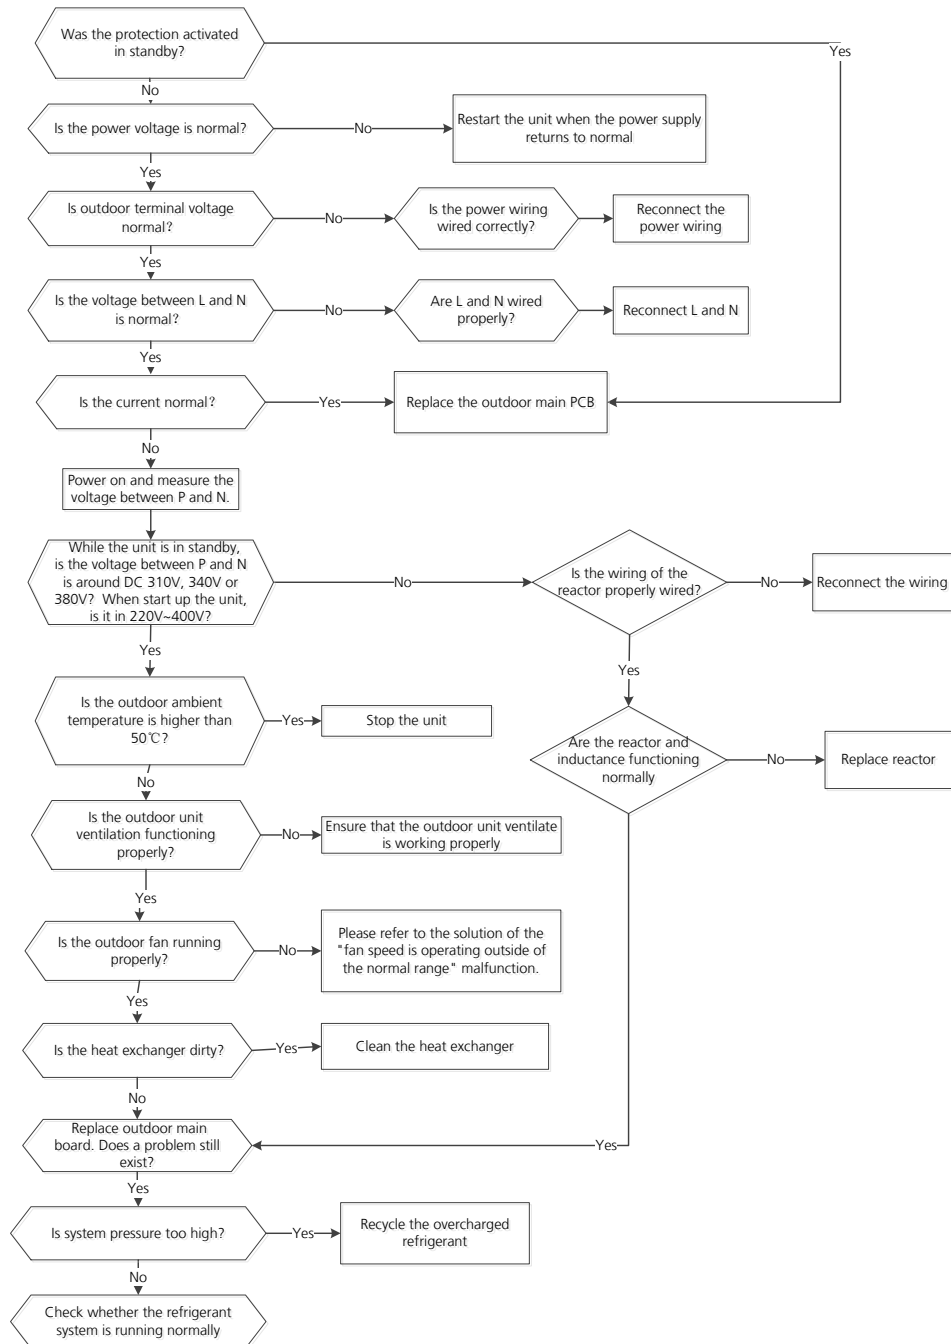 Was the protection activated
in standby?
Yes
No
Is the power voltage is normal?
No
Restart the unit when the power supply
returns to normal
Yes
Is outdoor terminal voltage
normal?
No
Is the power wiring
wired correctly?
Reconnect the
power wiring
Yes
Is the voltage between L and N
is normal?
No
Are L and N wired
properly?
Reconnect L and N
Yes
Is the current normal?
Yes
Replace the outdoor main PCB
No
Power on and measure the
voltage between P and N.
While the unit is in standby,
is the voltage between P and N
is around DC 310V, 340V or
380V? When start up the unit,
is it in 220V~400V?
No
Is the wiring of the
reactor properly wired?
No
Reconnect the wiring
Yes
Yes
Is the outdoor ambient
temperature is higher than
50℃?
Yes
Stop the unit
Are the reactor and
inductance functioning
normally
No
Replace reactor
No
Is the outdoor unit
ventilation functioning
properly?
No
Ensure that the outdoor unit ventilate
is working properly
Yes
Is the outdoor fan running
properly?
No
Please refer to the solution of the
"fan speed is operating outside of
the normal range" malfunction.
Yes
Is the heat exchanger dirty?
Yes
Clean the heat exchanger
No
Replace outdoor main
board. Does a problem still
exist?
Yes
Yes
Is system pressure too high?
Yes
Recycle the overcharged
refrigerant
No
Check whether the refrigerant
system is running normally